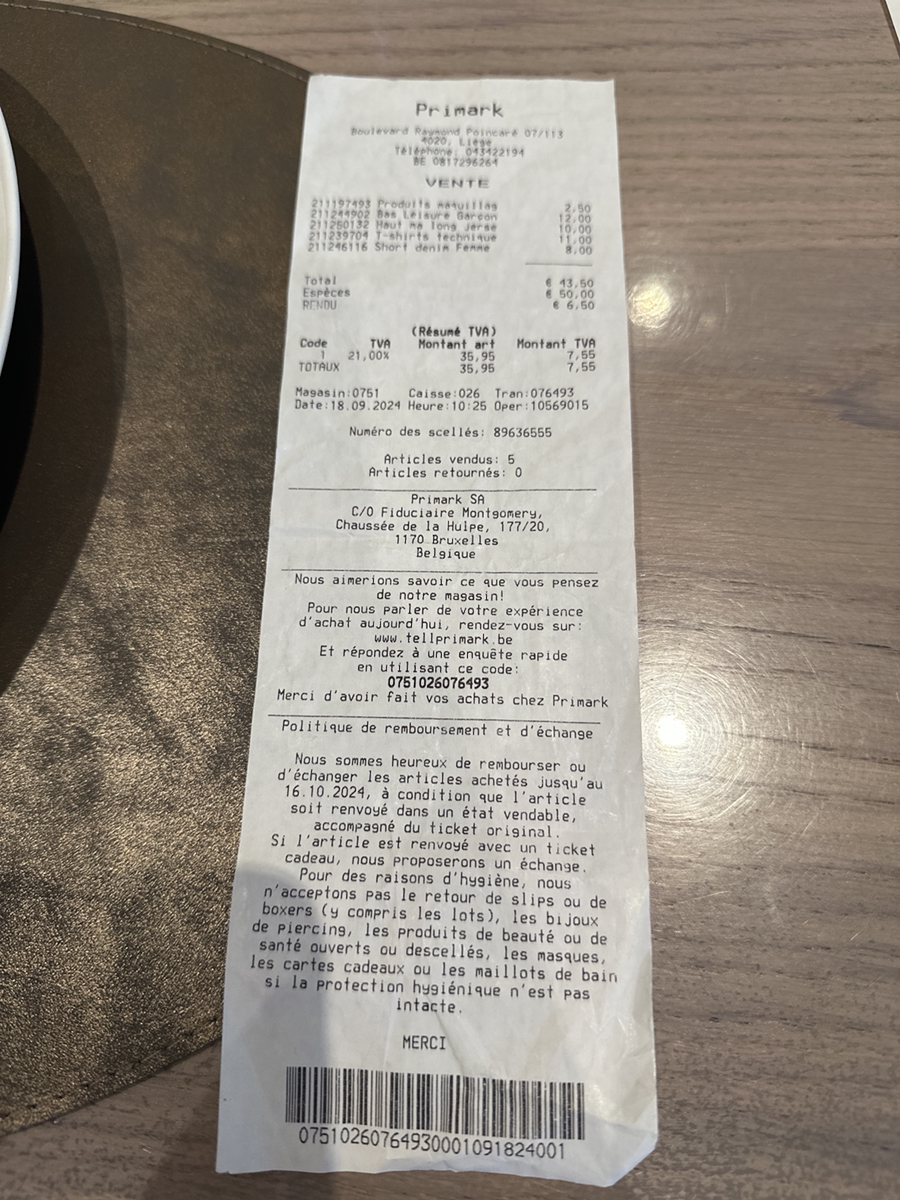 Primark
Boulevard Raymond Poincaré 07/113
4020, Liège
Téléphone: 043422194
BE 0817296264
VENTE
211197493 Produits maquillag 2,50
211244902 Bas Leisure Garcon 12,00
211250132 Haut ma long jerse 10,00
211239704 T-shirts technique 11,00
211246116 Short denim Femme 8,00
Total € 43,50
Espèces € 50,00
RENDU € 6,50
(Résumé TVA)
Code TVA Montant art Montant TVA
1 21,00% 35,95 7,55
TOTAUX 35,95 7,55
Magasin:0751 Caisse:026 Tran:076493
Date:18.09.2024 Heure:10:25 Oper:10569015
Numéro des scellés: 89636555
Articles vendus: 5
Articles retournés: 0
Primark SA
C/O Fiduciaire Montgomery,
Chaussée de la Hulpe, 177/20,
1170 Bruxelles
Belgique
Nous aimerions savoir ce que vous pensez
de notre magasin!
Pour nous parler de votre expérience
d'achat aujourd'hui, rendez-vous sur:
www.tellprimark.be
Et répondez à une enquête rapide
en utilisant ce code:
0751026076493
Merci d'avoir fait vos achats chez Primark
Politique de remboursement et d'échange
Nous sommes heureux de rembourser ou
d'échanger les articles achetés jusqu'au
16.10.2024, à condition que l'article
soit renvoyé dans un état vendable,
accompagné du ticket original.
Si l'article est renvoyé avec un ticket
cadeau, nous proposerons un échange.
Pour des raisons d'hygiène, nous
n'acceptons pas le retour de slips ou de
boxers (y compris les lots), les bijoux
de piercing, les produits de beauté ou de
santé ouverts ou descellés, les masques,
les cartes cadeaux ou les maillots de bain
si la protection hygiénique n'est pas
intacte.
MERCI
0751026076493000109182​4001